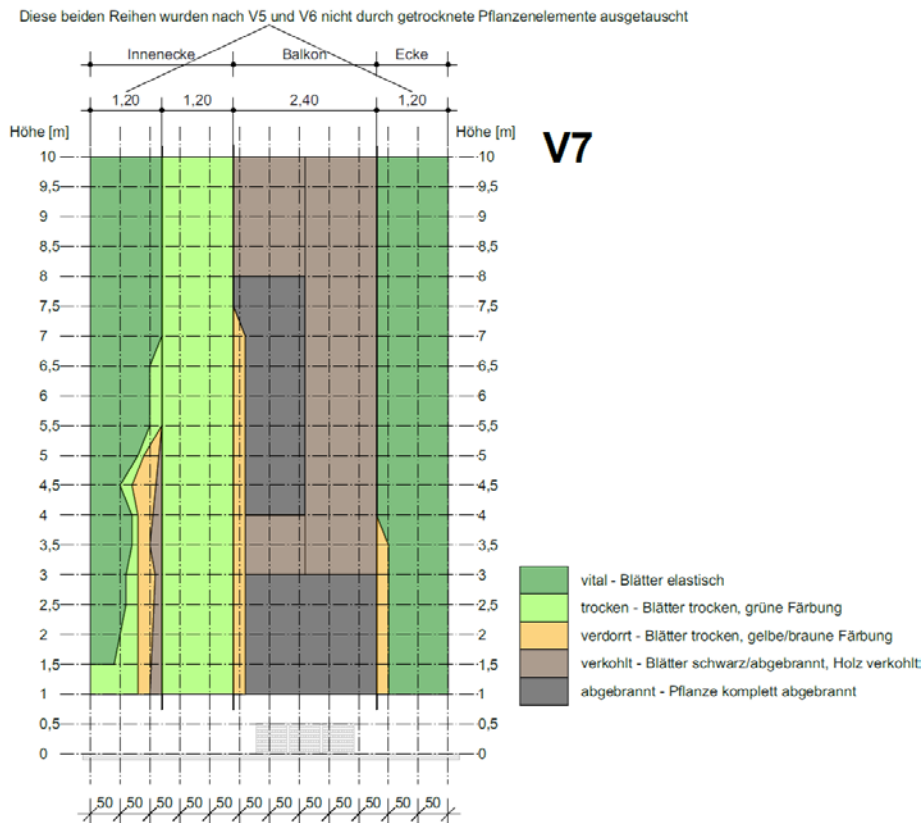 Diese beiden Reihen wurden nach V5 und V6 nicht durch getrocknete Pflanzenelemente ausgetauscht
Innenecke Balkon Ecke
1,20 1,20 2,40 1,20
Höhe [m] Höhe [m] V7
10 10
9,5 9,5
9 9
8,5 8,5
8 8
7,5 7,5
7 7
6,5 6,5
6 6
5,5 5,5
5 5
4,5 4,5
4 4
3,5 3,5
3 3
2,5 2,5
2 2
1,5 1,5
1 1
0,5 0,5
0 0
vital - Blätter elastisch
trocken - Blätter trocken, grüne Färbung
verdorrt - Blätter trocken, gelbe/braune Färbung
verkohlt - Blätter schwarz/abgebrannt, Holz verkohlt:
abgebrannt - Pflanze komplett abgebrannt
,50 ,50 ,50 ,50 ,50 ,50 ,50 ,50 ,50 ,50 ,50 ,50